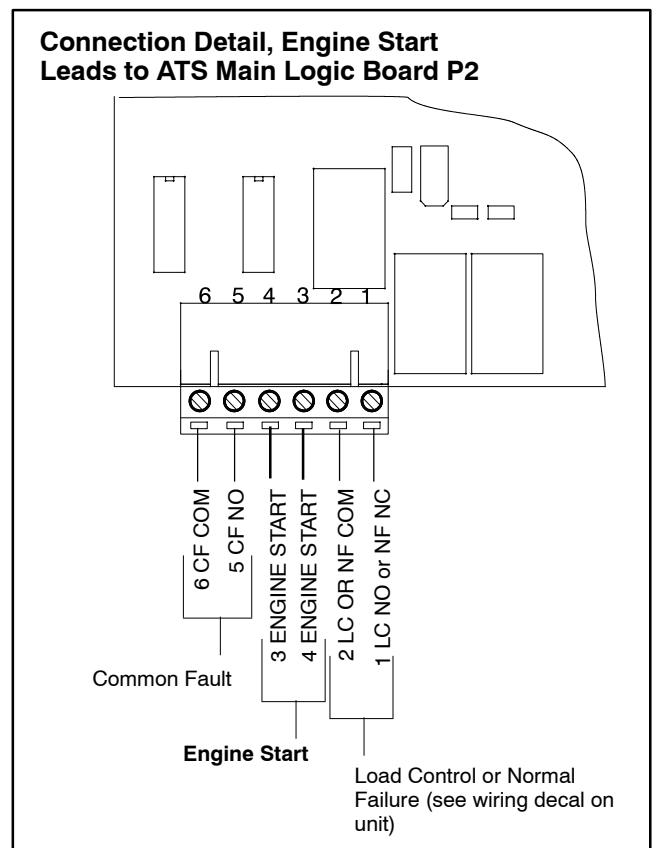 Connection Detail, Engine Start
Leads to ATS Main Logic Board P2
6 5 4 3 2 1
6 CF COM
5 CF NO
3 ENGINE START
4 ENGINE START
2 LC OR NF COM
1 LC NO or NF NC
Common Fault
Engine Start
Load Control or Normal
Failure (see wiring decal on
unit)